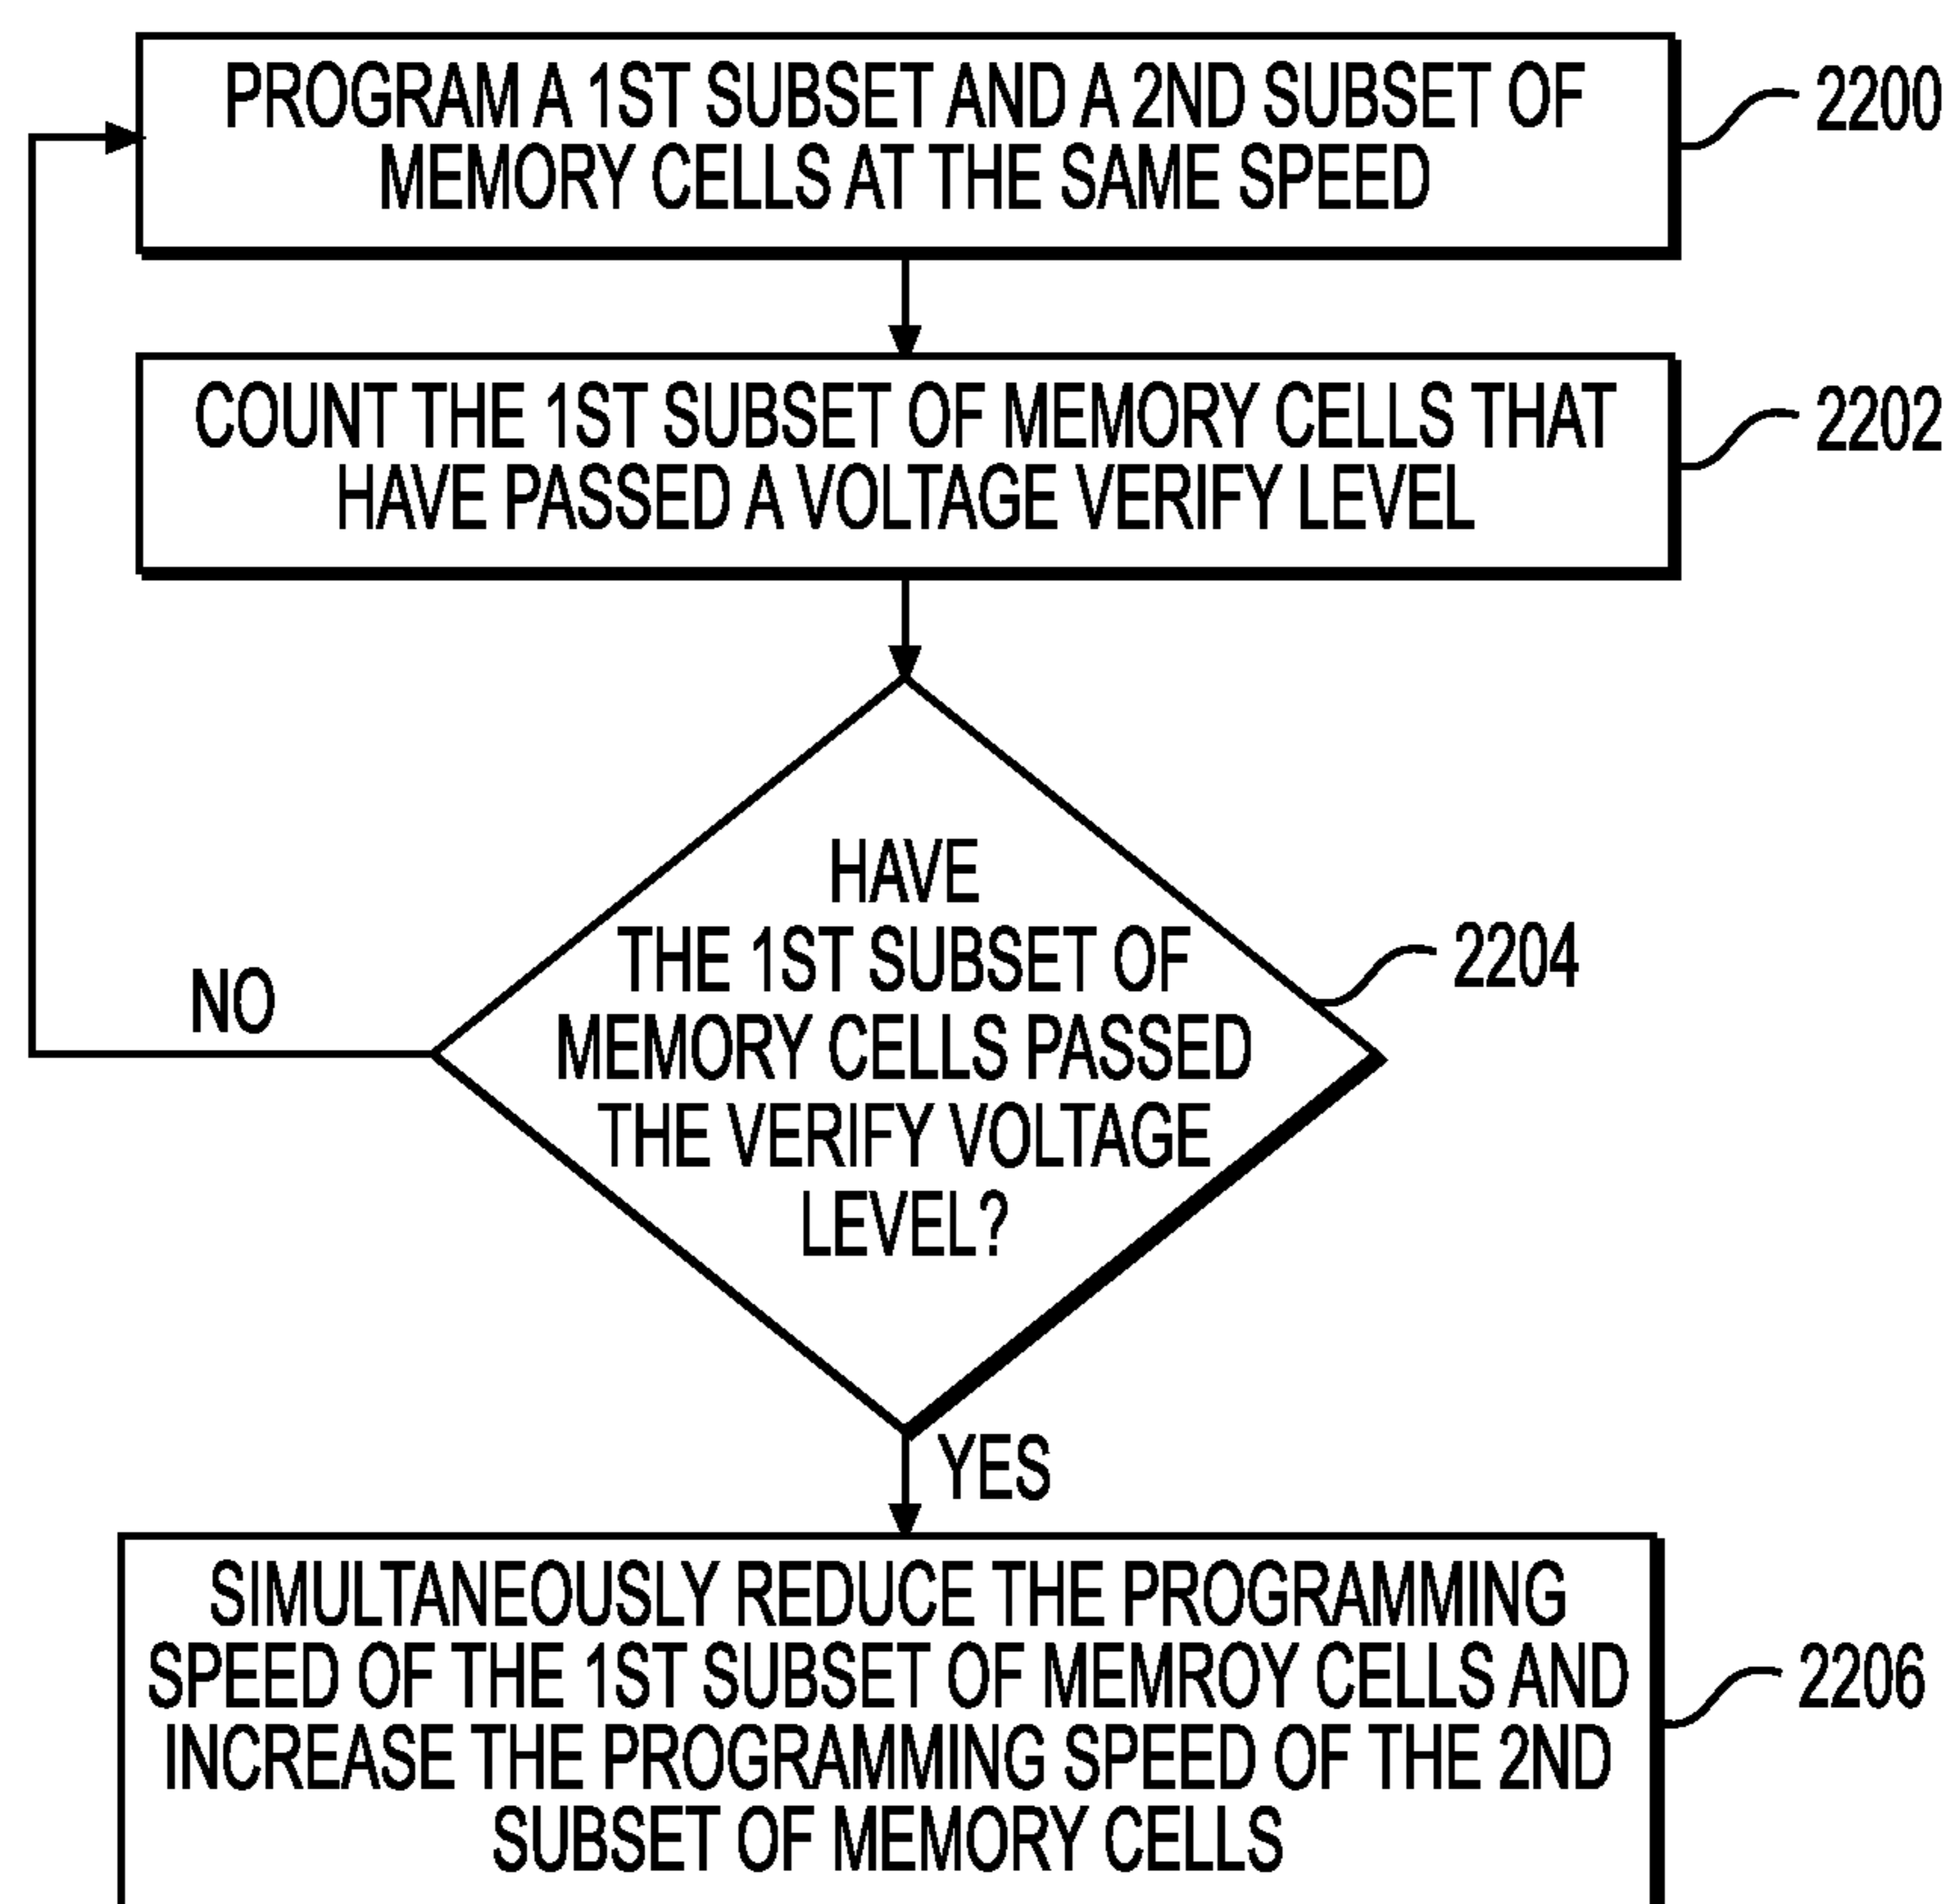 PROGRAM A 1ST SUBSET AND A 2ND SUBSET OF
MEMORY CELLS AT THE SAME SPEED
2200
COUNT THE 1ST SUBSET OF MEMORY CELLS THAT
HAVE PASSED A VOLTAGE VERIFY LEVEL
2202
HAVE
THE 1ST SUBSET OF
MEMORY CELLS PASSED
THE VERIFY VOLTAGE
LEVEL?
2204
NO
YES
SIMULTANEOUSLY REDUCE THE PROGRAMMING
SPEED OF THE 1ST SUBSET OF MEMROY CELLS AND
INCREASE THE PROGRAMMING SPEED OF THE 2ND
SUBSET OF MEMORY CELLS
2206